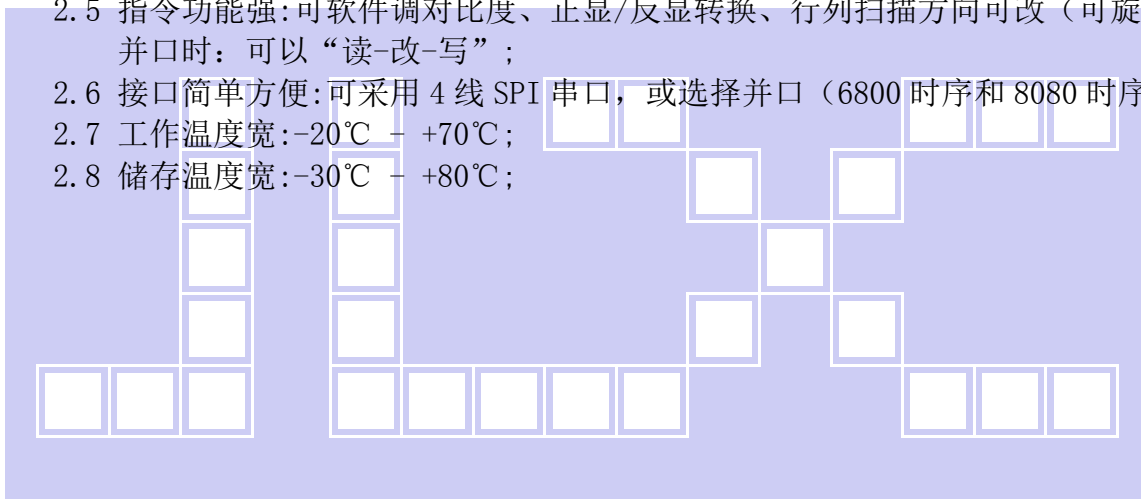 2.5 指令功能强:可软件调对比度、正显/反显转换、行列扫描方向可改（可旋
并口时：可以“读-改-写”;
2.6 接口简单方便:可采用 4 线 SPI 串口，或选择并口（6800 时序和 8080 时序
2.7 工作温度宽:-20℃ - +70℃;
2.8 储存温度宽:-30℃ - +80℃;
JLX